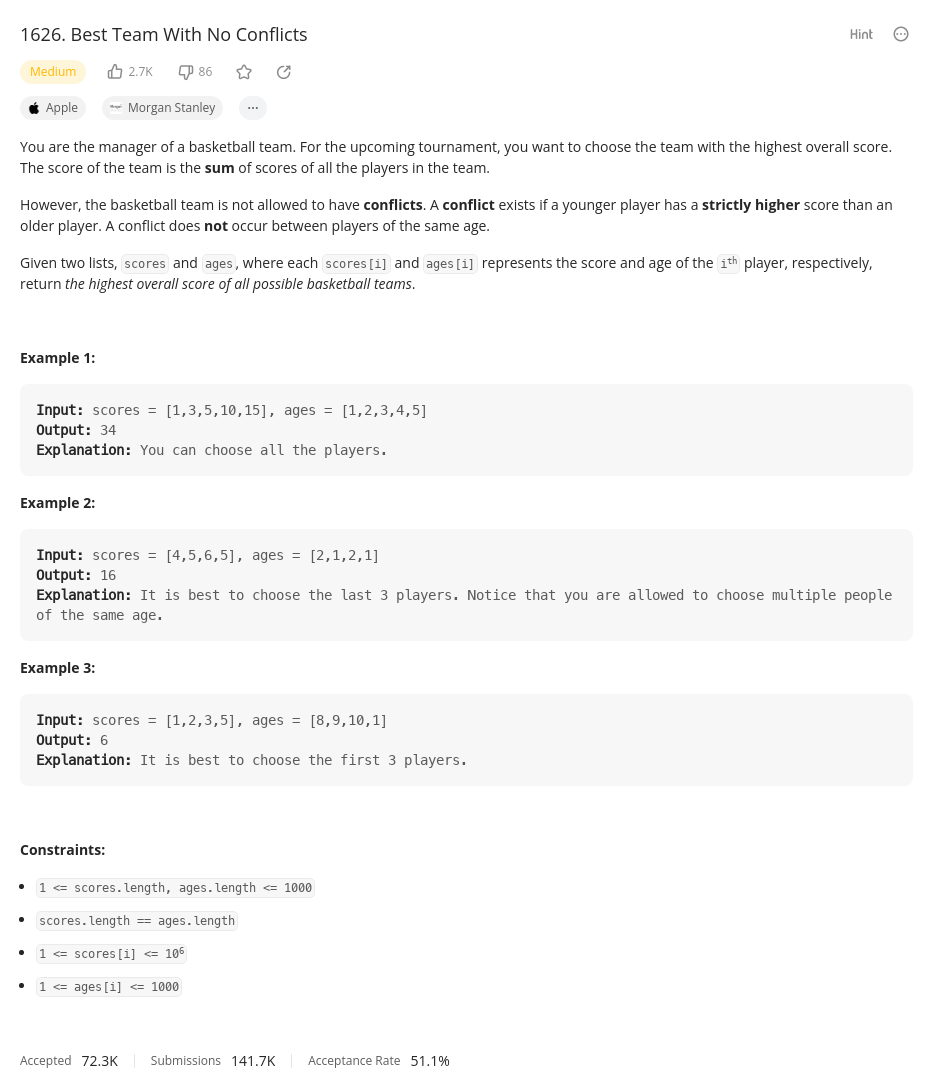 1626. Best Team With No Conflicts
Hint
Medium
2.7K
86
Apple
Morgan Stanley
You are the manager of a basketball team. For the upcoming tournament, you want to choose the team with the highest overall score.
The score of the team is the sum of scores of all the players in the team.
However, the basketball team is not allowed to have conflicts. A conflict exists if a younger player has a strictly higher score than an
older player. A conflict does not occur between players of the same age.
Given two lists, scores and ages, where each scores[i] and ages[i] represents the score and age of the iᵗʰ player, respectively,
return the highest overall score of all possible basketball teams.
Example 1:
Input: scores = [1,3,5,10,15], ages = [1,2,3,4,5]
Output: 34
Explanation: You can choose all the players.
Example 2:
Input: scores = [4,5,6,5], ages = [2,1,2,1]
Output: 16
Explanation: It is best to choose the last 3 players. Notice that you are allowed to choose multiple people
of the same age.
Example 3:
Input: scores = [1,2,3,5], ages = [8,9,10,1]
Output: 6
Explanation: It is best to choose the first 3 players.
Constraints:
• 1 <= scores.length, ages.length <= 1000
• scores.length == ages.length
• 1 <= scores[i] <= 10⁶
• 1 <= ages[i] <= 1000
Accepted 72.3K Submissions 141.7K Acceptance Rate 51.1%